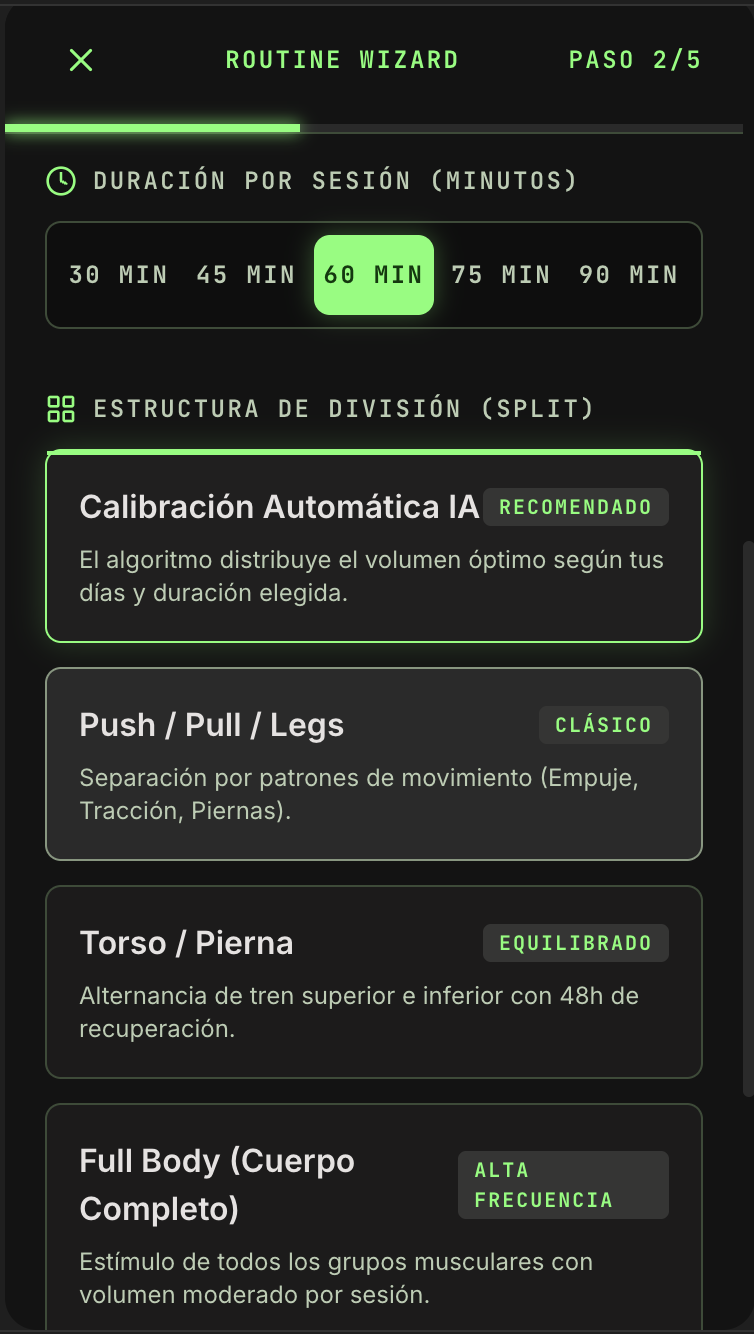 ROUTINE WIZARD
PASO 2/5
DURACIÓN POR SESIÓN (MINUTOS)
30 MIN 45 MIN 60 MIN 75 MIN 90 MIN
ESTRUCTURA DE DIVISIÓN (SPLIT)
Calibración Automática IA
RECOMENDADO
El algoritmo distribuye el volumen óptimo según tus
días y duración elegida.
Push / Pull / Legs
CLÁSICO
Separación por patrones de movimiento (Empuje,
Tracción, Piernas).
Torso / Pierna
EQUILIBRADO
Alternancia de tren superior e inferior con 48h de
recuperación.
Full Body (Cuerpo
Completo)
ALTA
FRECUENCIA
Estímulo de todos los grupos musculares con
volumen moderado por sesión.